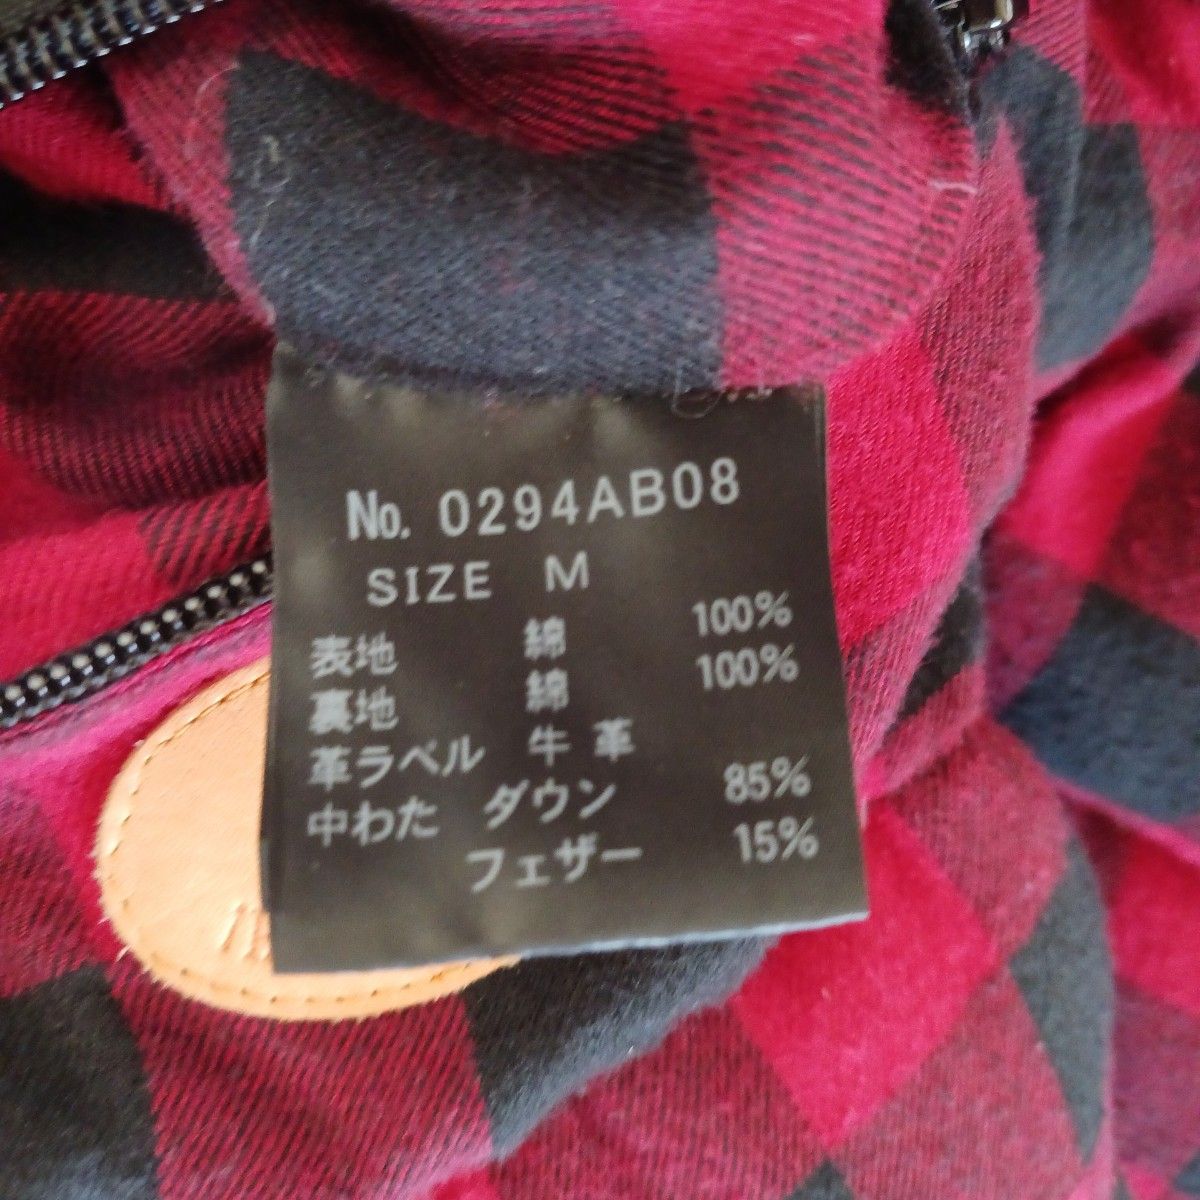 No. 0294AB08
SIZE M
表地 綿 100%
裏地 綿 100%
革ラベル 牛革
中わた ダウン 85%
フェザー 15%